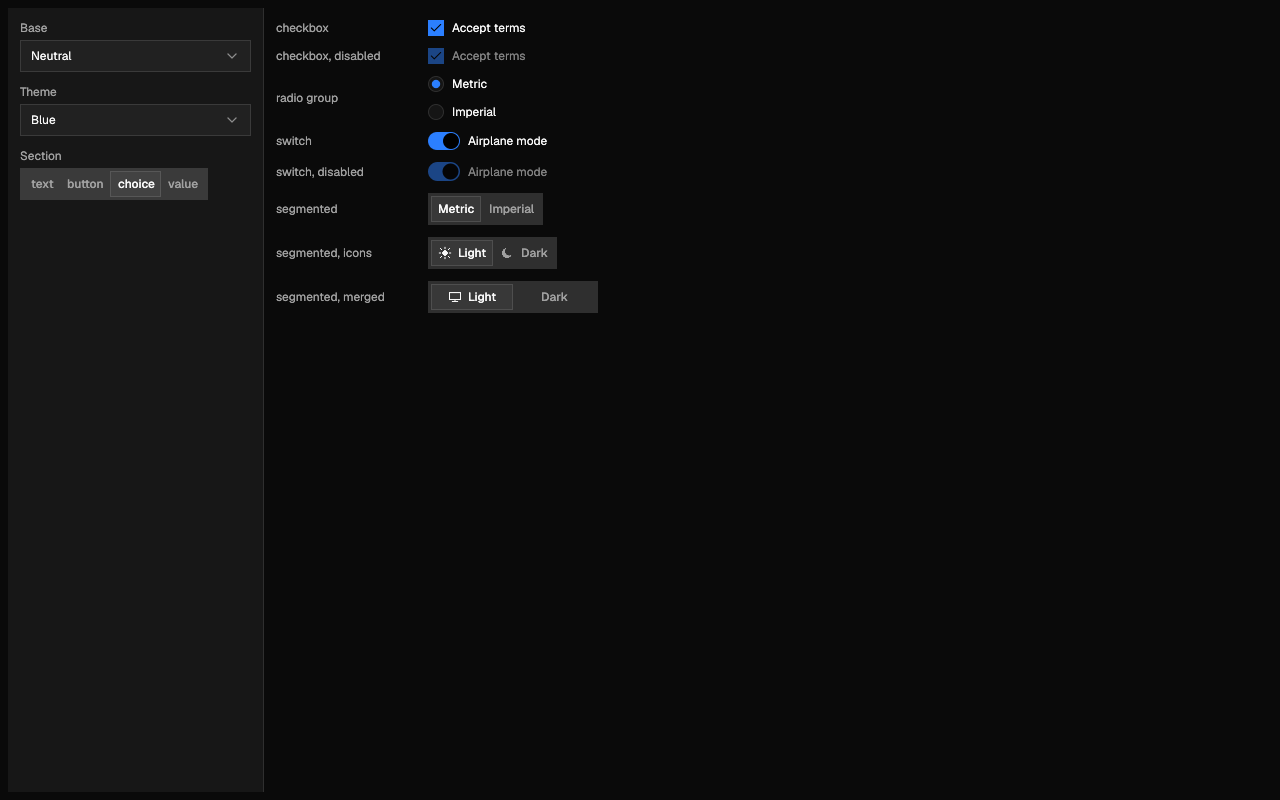 Base
Neutral
Theme
Blue
Section
text button choice value
checkbox Accept terms
checkbox, disabled Accept terms
radio group Metric
Imperial
switch Airplane mode
switch, disabled Airplane mode
segmented Metric Imperial
segmented, icons Light Dark
segmented, merged Light Dark